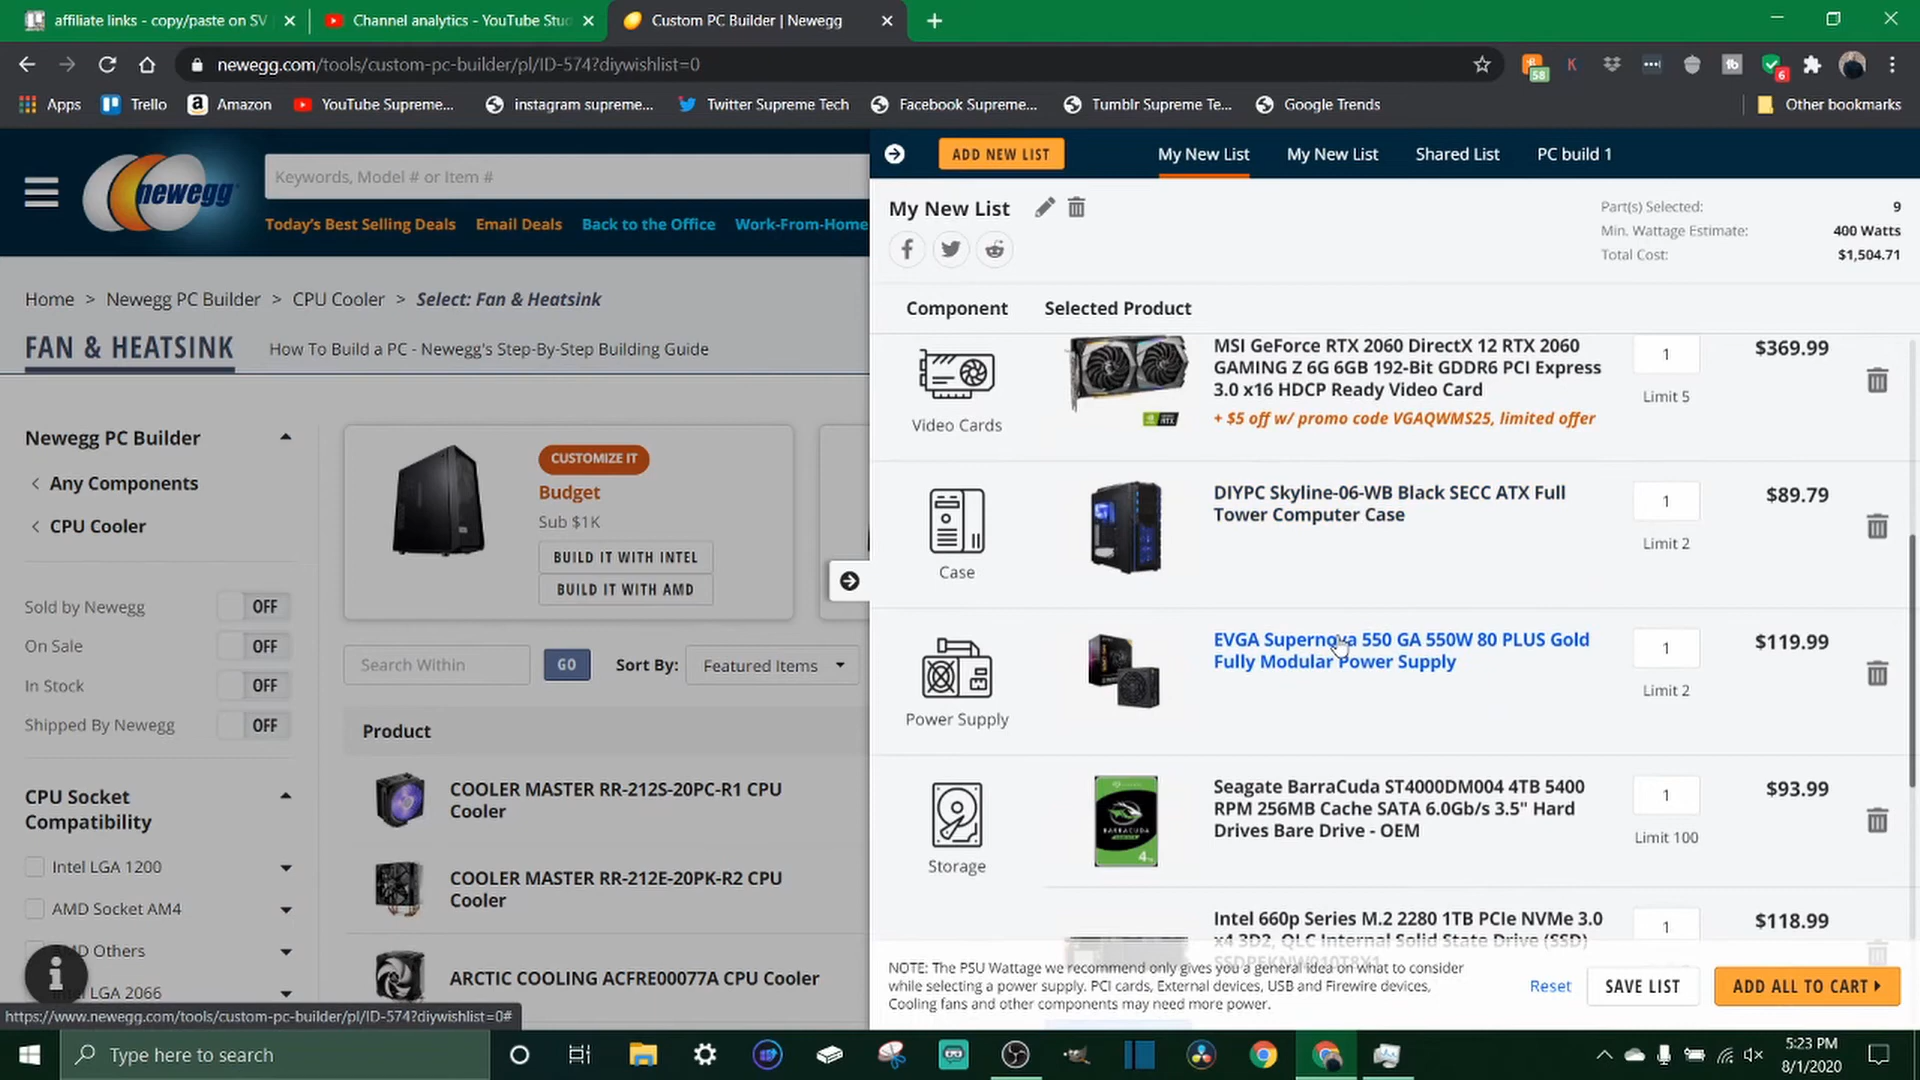 affiliate links - copy/paste on SV
Channel analytics - YouTube Stud
Custom PC Builder | Newegg
newegg.com/tools/custom-pc-builder/pl/ID-574?diywishlist=0
58
K
tb
6
Apps
Trello
Amazon
YouTube Supreme...
instagram supreme...
Twitter Supreme Tech
Facebook Supreme...
Tumblr Supreme Te...
Google Trends
Other bookmarks
newegg
Keywords, Model # or Item #
Today's Best Selling Deals
Email Deals
Back to the Office
Work-From-Home
Home > Newegg PC Builder > CPU Cooler > Select: Fan & Heatsink
FAN & HEATSINK
How To Build a PC - Newegg's Step-By-Step Building Guide
Newegg PC Builder
Any Components
CPU Cooler
Sold by Newegg OFF
On Sale OFF
In Stock OFF
Shipped By Newegg OFF
CPU Socket
Compatibility
Intel LGA 1200
AMD Socket AM4
AMD Others
Intel LGA 2066
CUSTOMIZE IT
Budget
Sub $1K
BUILD IT WITH INTEL
BUILD IT WITH AMD
Search Within
GO
Sort By:
Featured Items
Product
COOLER MASTER RR-212S-20PC-R1 CPU
Cooler
COOLER MASTER RR-212E-20PK-R2 CPU
Cooler
ARCTIC COOLING ACFRE00077A CPU Cooler
https://www.newegg.com/tools/custom-pc-builder/pl/ID-574?diywishlist=0#
ADD NEW LIST
My New List
My New List
Shared List
PC build 1
My New List
Part(s) Selected: 9
Min. Wattage Estimate: 400 Watts
Total Cost: $1,504.71
Component
Selected Product
Video Cards
MSI GeForce RTX 2060 DirectX 12 RTX 2060
GAMING Z 6G 6GB 192-Bit GDDR6 PCI Express
3.0 x16 HDCP Ready Video Card
+ $5 off w/ promo code VGAQWMS25, limited offer
1
Limit 5
$369.99
Case
DIYPC Skyline-06-WB Black SECC ATX Full
Tower Computer Case
1
Limit 2
$89.79
Power Supply
EVGA Supernova 550 GA 550W 80 PLUS Gold
Fully Modular Power Supply
1
Limit 2
$119.99
Storage
Seagate BarraCuda ST4000DM004 4TB 5400
RPM 256MB Cache SATA 6.0Gb/s 3.5" Hard
Drives Bare Drive - OEM
1
Limit 100
$93.99
Intel 660p Series M.2 2280 1TB PCIe NVMe 3.0
x4 3D2, QLC Internal Solid State Drive (SSD)
1
$118.99
NOTE: The PSU Wattage we recommend only gives you a general idea on what to consider
while selecting a power supply. PCI cards, External devices, USB and Firewire devices,
Cooling fans and other components may need more power.
Reset
SAVE LIST
ADD ALL TO CART
Type here to search
5:23 PM
8/1/2020